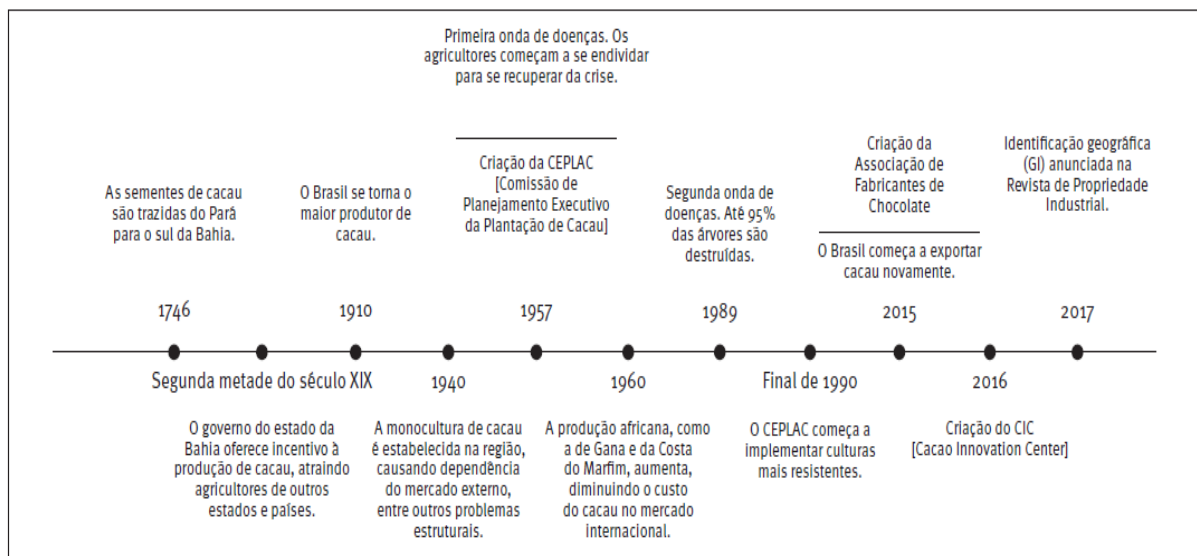 Primeira onda de doenças. Os
agricultores começam a se endividar
para se recuperar da crise.
As sementes de cacau
são trazidas do Pará
para o sul da Bahia.
O Brasil se torna o
maior produtor de
cacau.
Criação da CEPLAC
[Comissão de
Planejamento Executivo
da Plantação de Cacau]
Segunda onda de
doenças. Até 95%
das árvores são
destruídas.
Criação da
Associação de
Fabricantes de
Chocolate
O Brasil começa a exportar
cacau novamente.
Identificação geográfica
(GI) anunciada na
Revista de Propriedade
Industrial.
1746
1910
1957
1989
2015
2017
Segunda metade do século XIX
1940
1960
Final de 1990
2016
O governo do estado da
Bahia oferece incentivo à
produção de cacau, atraindo
agricultores de outros
estados e países.
A monocultura de cacau
é estabelecida na região,
causando dependência
do mercado externo,
entre outros problemas
estruturais.
A produção africana, como
a de Gana e da Costa
do Marfim, aumenta,
diminuindo o custo
do cacau no mercado
internacional.
O CEPLAC começa a
implementar culturas
mais resistentes.
Criação do CIC
[Cacao Innovation Center]